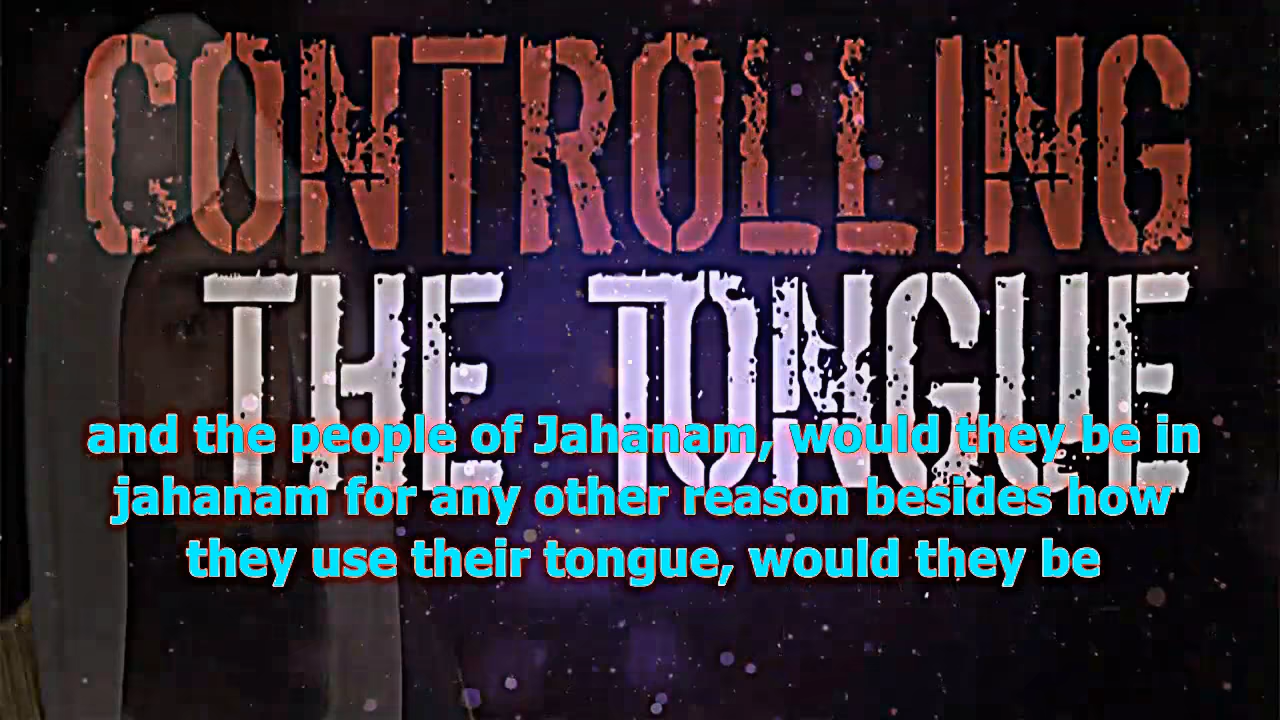 CONTROLLING
THE TONGUE
and the people of Jahanam, would they be in
jahanam for any other reason besides how
they use their tongue, would they be